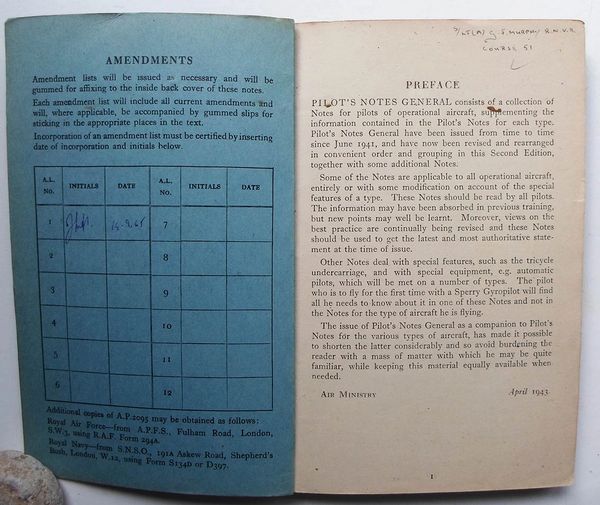 AMENDMENTS
Amendment lists will be issued as necessary and will be
gummed for affixing to the inside back cover of these notes.
Each amendment list will include all current amendments and
will, where applicable, be accompanied by gummed slips for
sticking in the appropriate places in the text.
Incorporation of an amendment list must be certified by inserting
date of incorporation and initials below.
A.L. No. INITIALS DATE A.L. No. INITIALS DATE
1 7
2 8
3 9
4 10
5 11
6 12
Additional copies of A.P.2095 may be obtained as follows:
Royal Air Force—from A.P.F.S., Fulham Road, London,
S.W.3, using R.A.F. Form 294A.
Royal Navy—from S.N.S.O., 191A Askew Road, Shepherd's
Bush, London, W.12, using Form S134D or D397.
MURPHY R.N.V.R.
COURSE 51
PREFACE
PILOT'S NOTES GENERAL consists of a collection of
Notes for pilots of operational aircraft, supplementing the
information contained in the Pilot's Notes for each type.
Pilot's Notes General have been issued from time to time
since June 1941, and have now been revised and rearranged
in convenient order and grouping in this Second Edition,
together with some additional Notes.
Some of the Notes are applicable to all operational aircraft,
entirely or with some modification on account of the special
features of a type. These Notes should be read by all pilots.
The information may have been absorbed in previous training,
but new points may well be learnt. Moreover, views on the
best practice are continually being revised and these Notes
should be used to get the latest and most authoritative state-
ment at the time of issue.
Other Notes deal with special features, such as the tricycle
undercarriage, and with special equipment, e.g. automatic
pilots, which will be met on a number of types. The pilot
who is to fly for the first time with a Sperry Gyropilot will find
all he needs to know about it in one of these Notes and not in
the Notes for the type of aircraft he is flying.
The issue of Pilot's Notes General as a companion to Pilot's
Notes for the various types of aircraft, has made it possible
to shorten the latter considerably and so avoid burdening the
reader with a mass of matter with which he may be quite
familiar, while keeping this material equally available when
needed.
AIR MINISTRY April 1943.
1